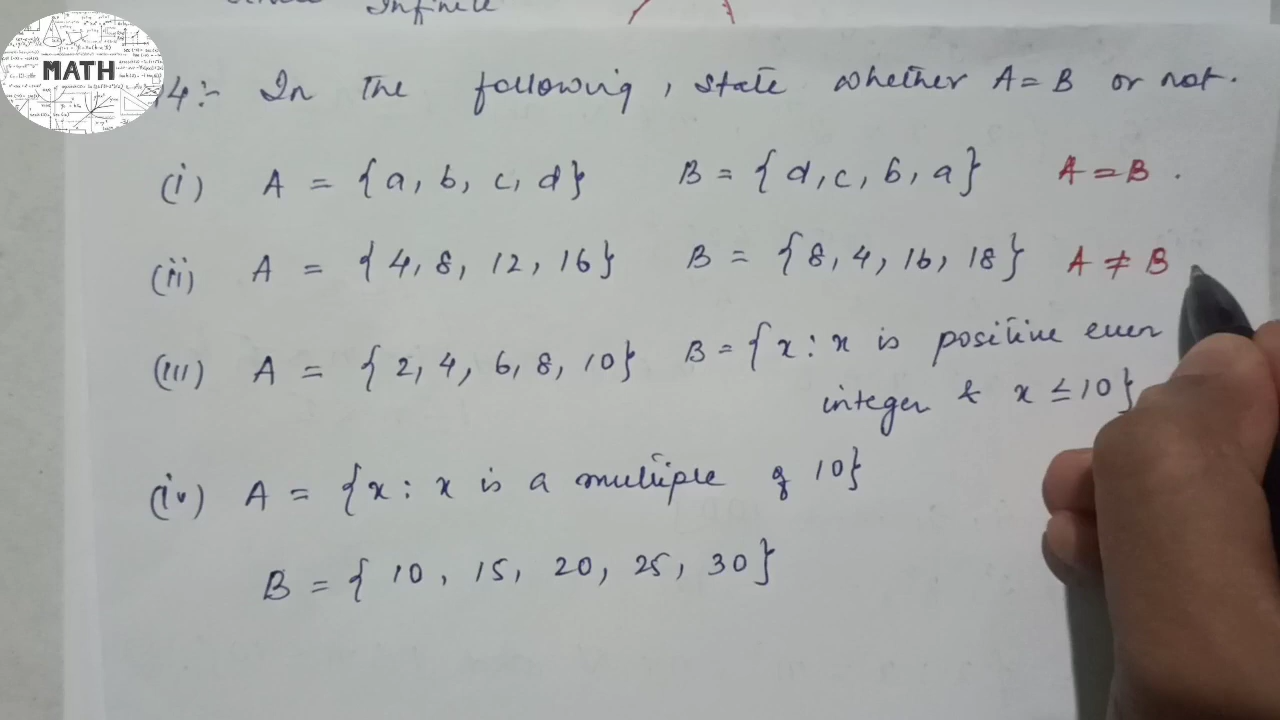 Infinite
MATH
4:- In the following, state whether A = B or not.
(i) A = {a, b, c, d} B = {d, c, b, a} A = B .
(ii) A = {4, 8, 12, 16} B = {8, 4, 16, 18} A ≠ B
(iii) A = {2, 4, 6, 8, 10} B = {x : x is positive even
integer & x ≤ 10}
(iv) A = {x : x is a multiple of 10}
B = {10, 15, 20, 25, 30}